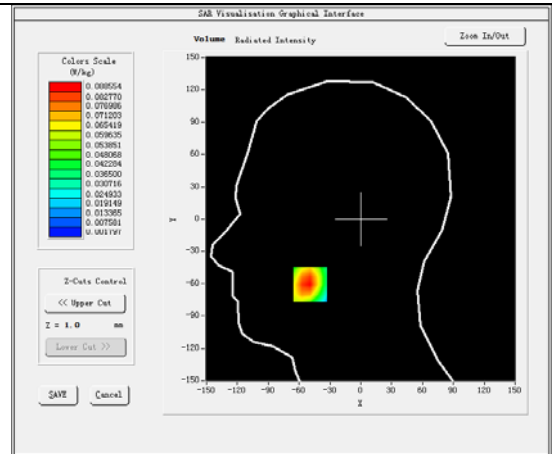 SAR Visualisation Graphical Interface
Volume Radiated Intensity
Zoom In/Out
Colors Scale
(W/kg)
0.088554
0.082770
0.076986
0.071203
0.065419
0.059635
0.053851
0.048068
0.042284
0.036500
0.030716
0.024933
0.019149
0.013365
0.007581
0.001797
Z-Cuts Control
<< Upper Cut
Z = 1.0 mm
Lower Cut >>
SAVE Cancel
150
120
90
60
30
0
-30
-60
-90
-120
-150
Y
-150 -120 -90 -60 -30 0 30 60 90 120 150
X